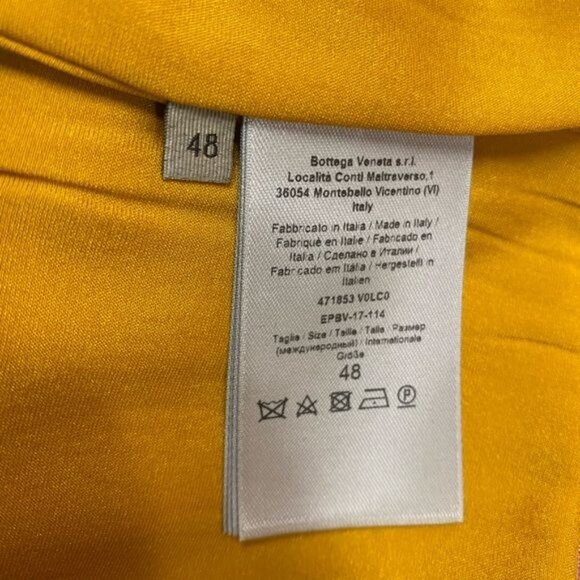 48
Bottega Veneta s.r.l.
Località Conti Maltraverso,1
36054 Montebello Vicentino (VI)
Italy
Fabbricato in Italia / Made in Italy /
Fabriqué en Italie / Fabricado en
Italia / Сделано в Италии /
Fabricado em Itália / Hergestellt in
Italien
471853 V0LC0
EPBV-17-114
Taglia / Size / Taille / Talla / Размер
(международный) / Internationale
Größe
48
P